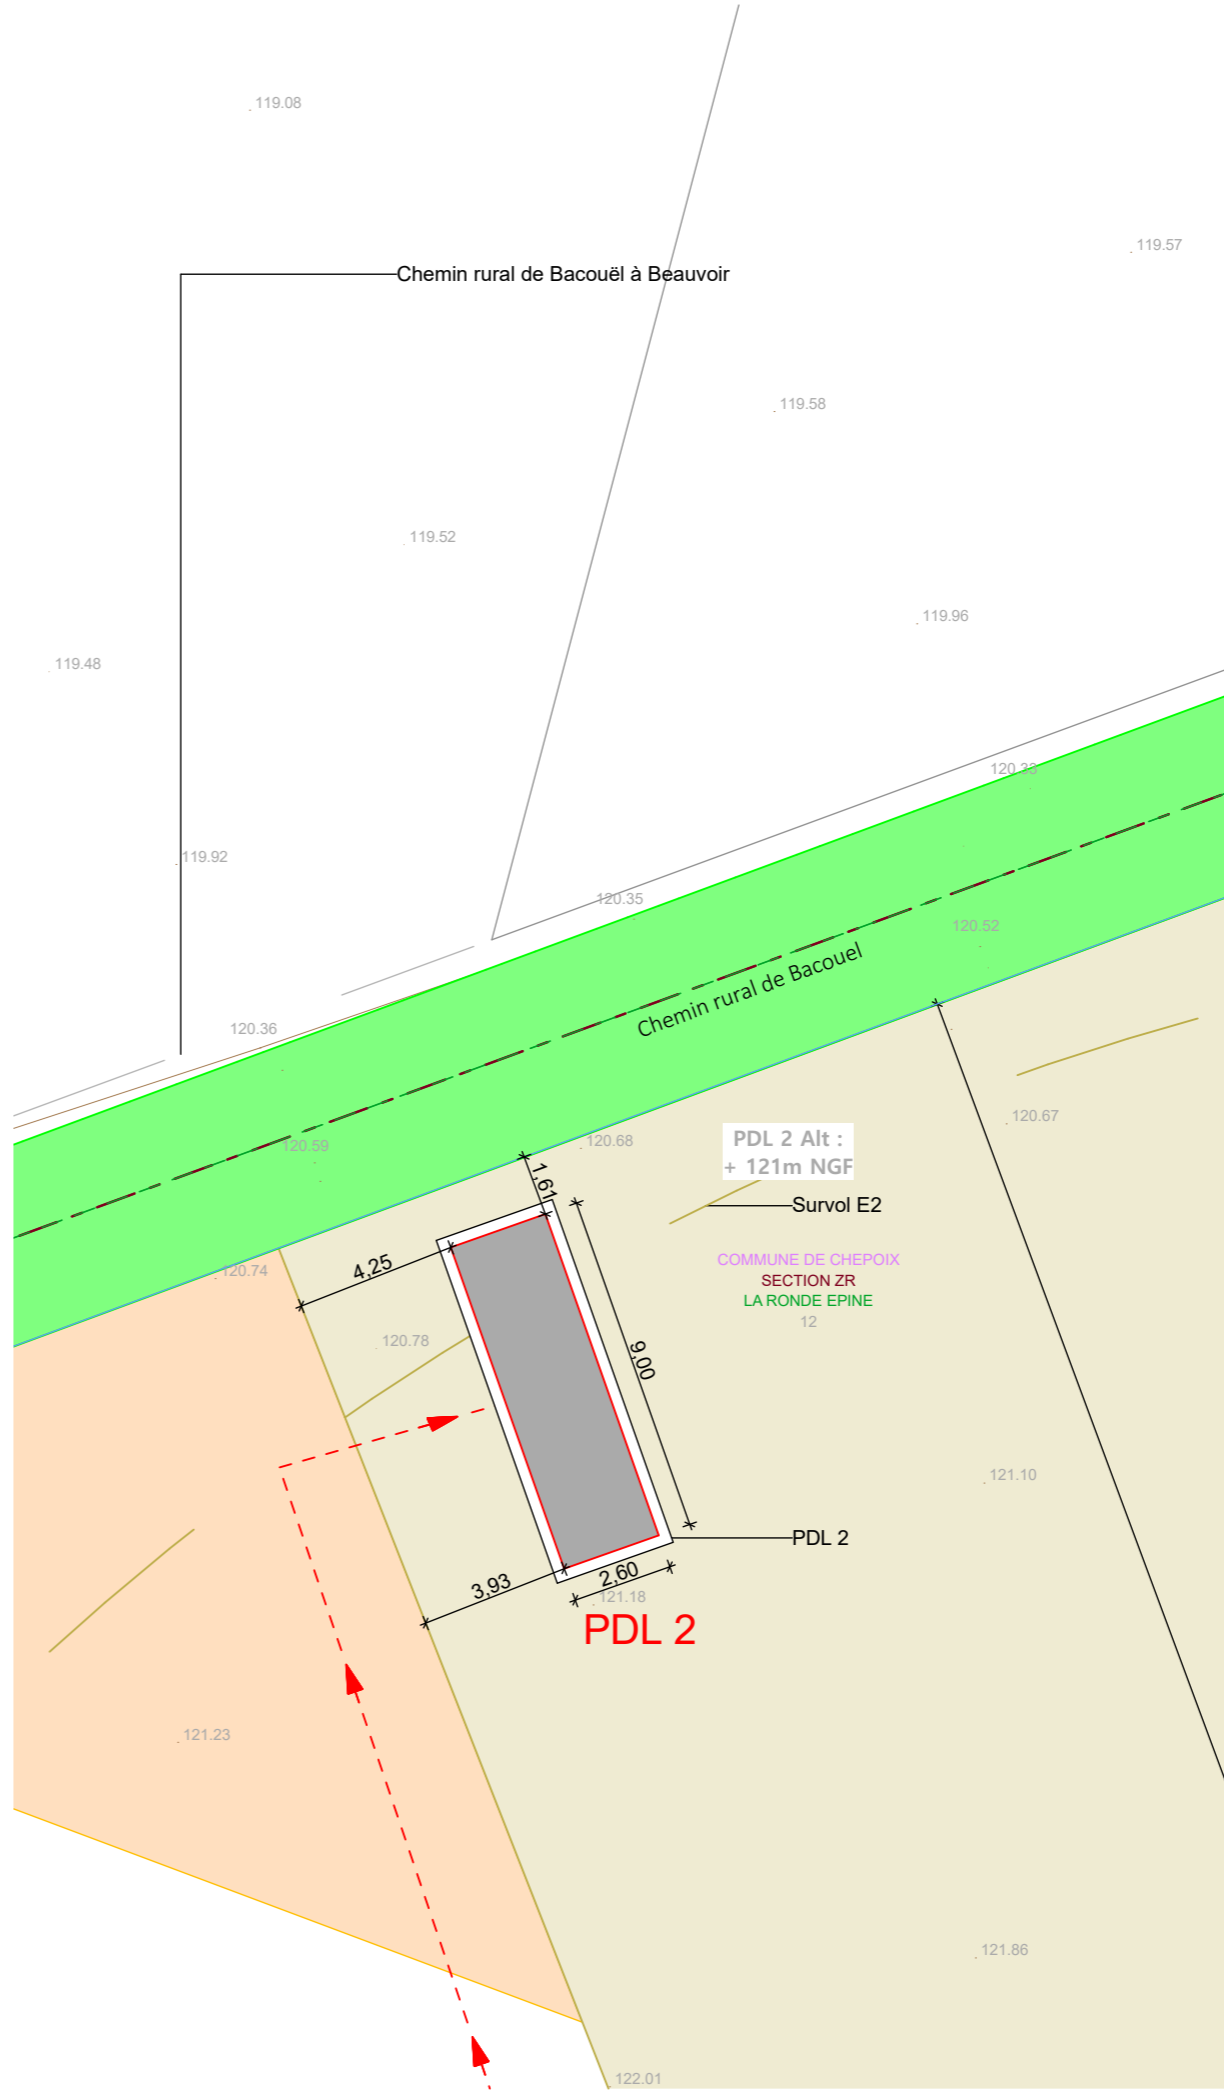 119.08
119.57
Chemin rural de Bacouël à Beauvoir
119.58
119.52
119.96
119.48
120.33
119.92
120.35
120.52
Chemin rural de Bacouel
120.36
120.67
120.59
120.68
PDL 2 Alt :
+ 121m NGF
1,61
Survol E2
4,25
120.74
COMMUNE DE CHEPOIX
SECTION ZR
LA RONDE EPINE
12
120.78
9,00
121.10
PDL 2
3,93
2,60
121.18
PDL 2
121.23
121.86
122.01